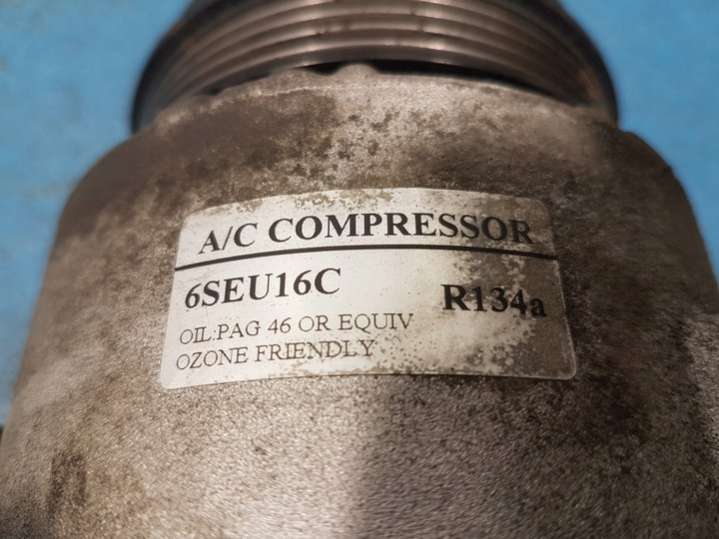 A/C COMPRESSOR
6SEU16C
R134a
OIL:PAG 46 OR EQUIV
OZONE FRIENDLY